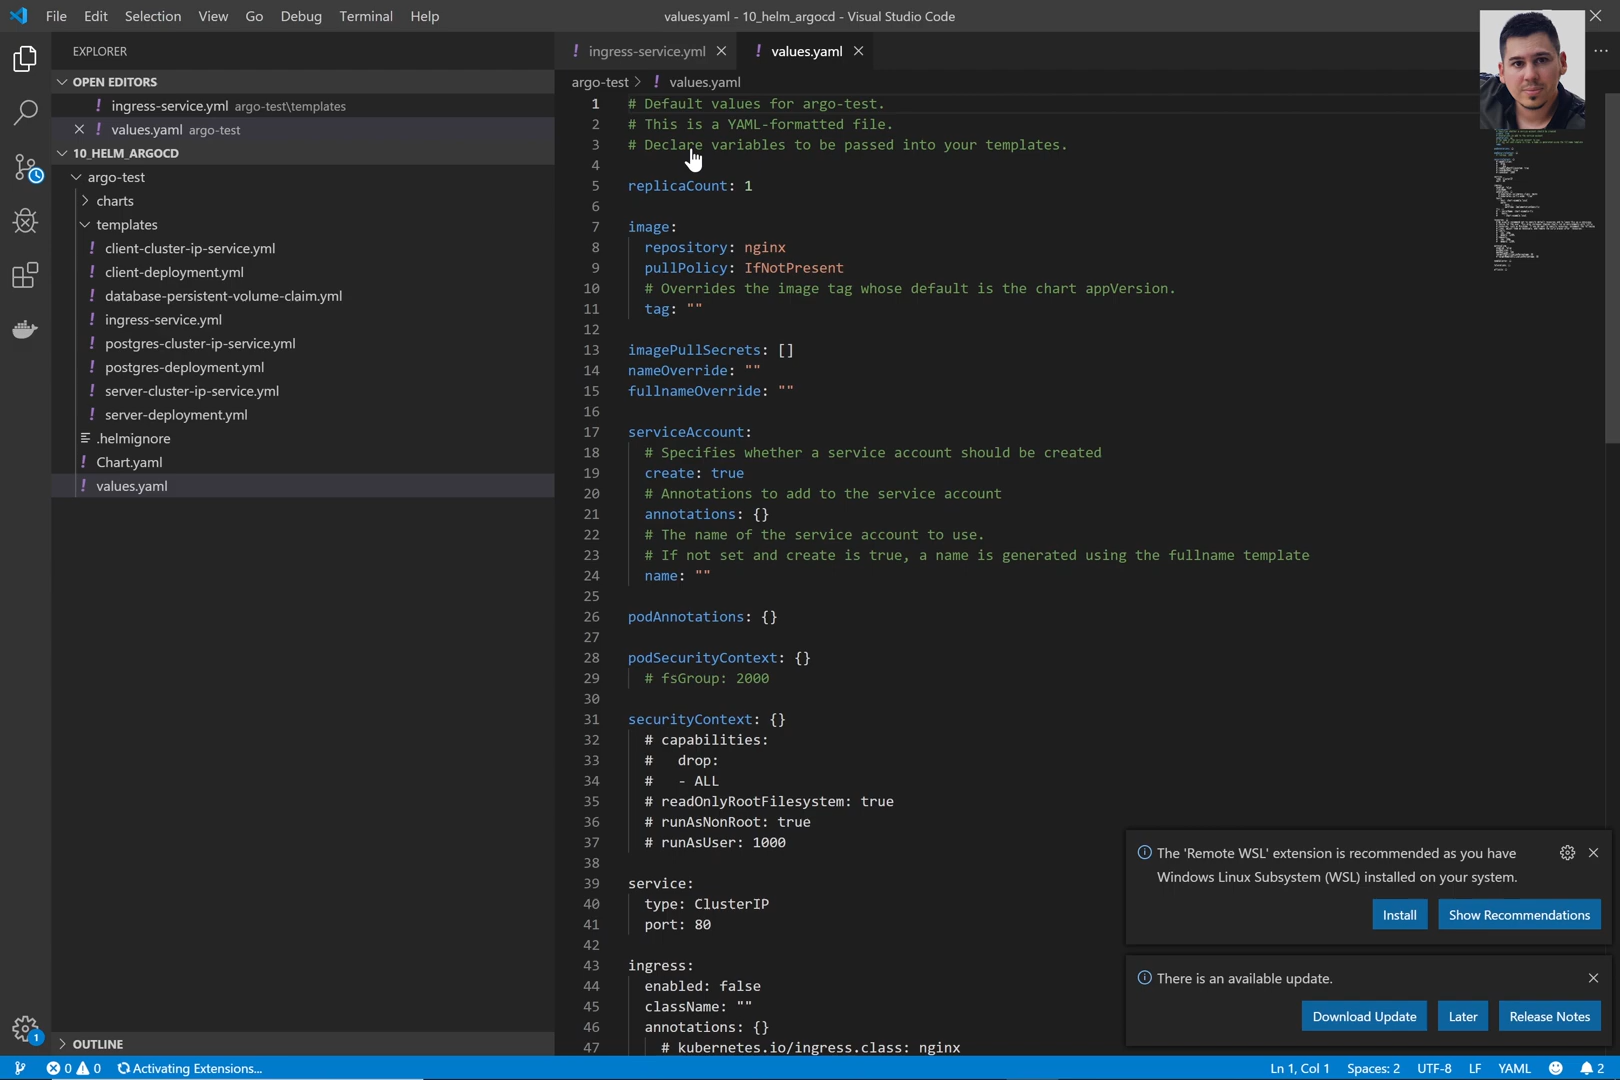 File Edit Selection View Go Debug Terminal Help
values.yaml - 10_helm_argocd - Visual Studio Code
EXPLORER
OPEN EDITORS
ingress-service.yml argo-test\templates
values.yaml argo-test
10_HELM_ARGOCD
argo-test
charts
templates
client-cluster-ip-service.yml
client-deployment.yml
database-persistent-volume-claim.yml
ingress-service.yml
postgres-cluster-ip-service.yml
postgres-deployment.yml
server-cluster-ip-service.yml
server-deployment.yml
.helmignore
Chart.yaml
values.yaml
OUTLINE
ingress-service.yml values.yaml
argo-test > values.yaml
1 # Default values for argo-test.
2 # This is a YAML-formatted file.
3 # Declare variables to be passed into your templates.
4
5 replicaCount: 1
6
7 image:
8 repository: nginx
9 pullPolicy: IfNotPresent
10 # Overrides the image tag whose default is the chart appVersion.
11 tag: ""
12
13 imagePullSecrets: []
14 nameOverride: ""
15 fullnameOverride: ""
16
17 serviceAccount:
18 # Specifies whether a service account should be created
19 create: true
20 # Annotations to add to the service account
21 annotations: {}
22 # The name of the service account to use.
23 # If not set and create is true, a name is generated using the fullname template
24 name: ""
25
26 podAnnotations: {}
27
28 podSecurityContext: {}
29 # fsGroup: 2000
30
31 securityContext: {}
32 # capabilities:
33 # drop:
34 # - ALL
35 # readOnlyRootFilesystem: true
36 # runAsNonRoot: true
37 # runAsUser: 1000
38
39 service:
40 type: ClusterIP
41 port: 80
42
43 ingress:
44 enabled: false
45 className: ""
46 annotations: {}
47 # kubernetes.io/ingress.class: nginx
The 'Remote WSL' extension is recommended as you have
Windows Linux Subsystem (WSL) installed on your system.
Install Show Recommendations
There is an available update.
Download Update Later Release Notes
1
0 0 Activating Extensions...
Ln 1, Col 1 Spaces: 2 UTF-8 LF YAML 2